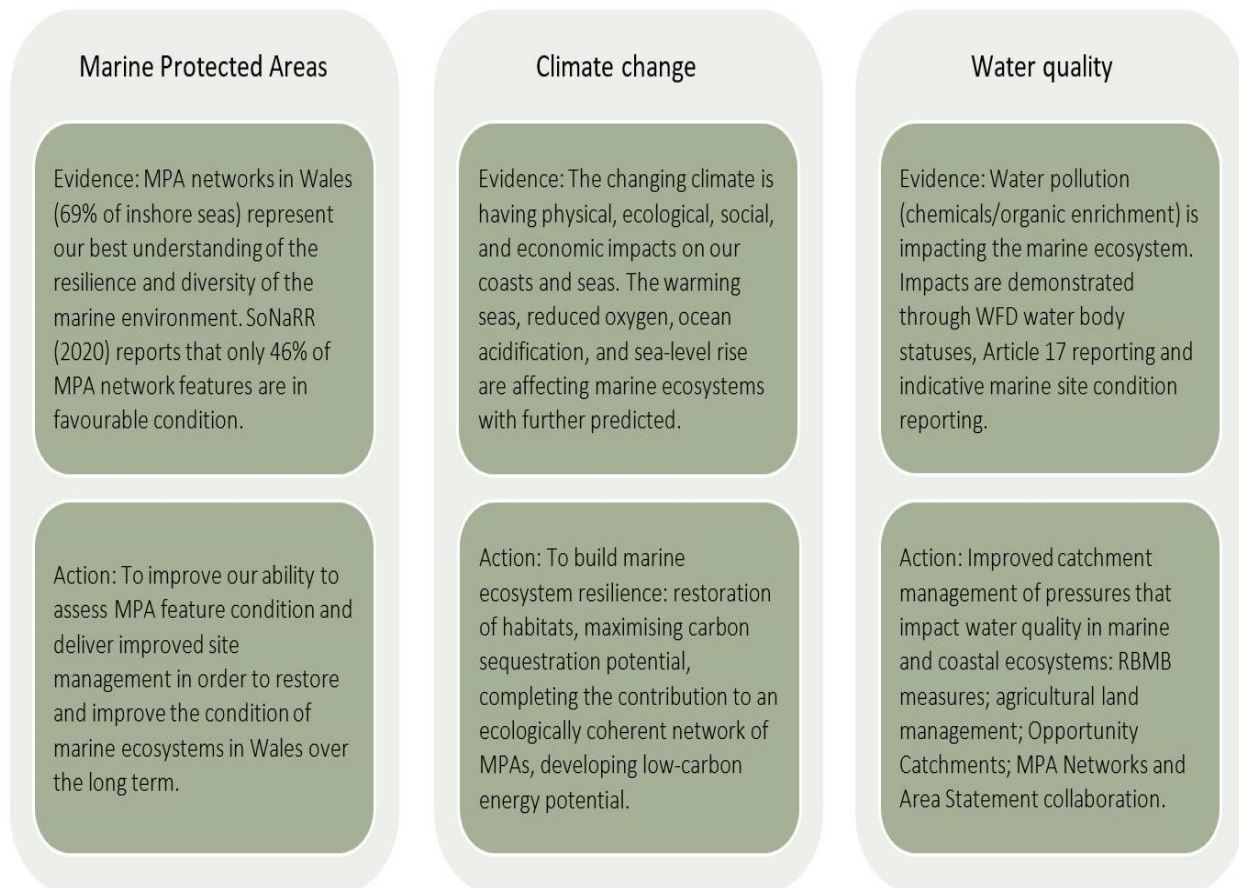 Marine Protected Areas
Evidence: MPA networks in Wales
(69% of inshore seas) represent
our best understanding of the
resilience and diversity of the
marine environment. SoNaRR
(2020) reports that only 46% of
MPA network features are in
favourable condition.
Action: To improve our ability to
assess MPA feature condition and
deliver improved site
management in order to restore
and improve the condition of
marine ecosystems in Wales over
the long term.
Climate change
Evidence: The changing climate is
having physical, ecological, social,
and economic impacts on our
coasts and seas. The warming
seas, reduced oxygen, ocean
acidification, and sea-level rise
are affecting marine ecosystems
with further predicted.
Action: To build marine
ecosystem resilience: restoration
of habitats, maximising carbon
sequestration potential,
completing the contribution to an
ecologically coherent network of
MPAs, developing low-carbon
energy potential.
Water quality
Evidence: Water pollution
(chemicals/organic enrichment) is
impacting the marine ecosystem.
Impacts are demonstrated
through WFD water body
statuses, Article 17 reporting and
indicative marine site condition
reporting.
Action: Improved catchment
management of pressures that
impact water quality in marine
and coastal ecosystems: RBMB
measures; agricultural land
management; Opportunity
Catchments; MPA Networks and
Area Statement collaboration.